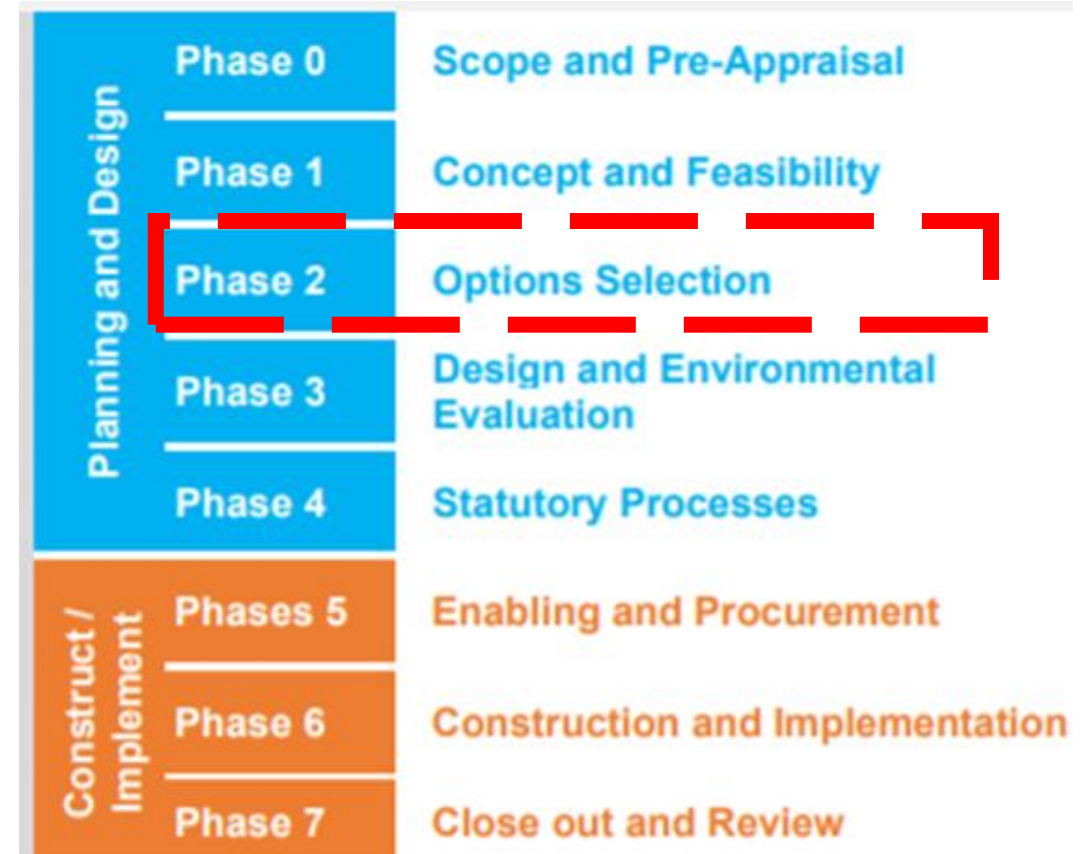 Planning and Design
Phase 0 Scope and Pre-Appraisal
Phase 1 Concept and Feasibility
Phase 2 Options Selection
Phase 3 Design and Environmental
Evaluation
Phase 4 Statutory Processes
Construct /
Implement
Phases 5 Enabling and Procurement
Phase 6 Construction and Implementation
Phase 7 Close out and Review